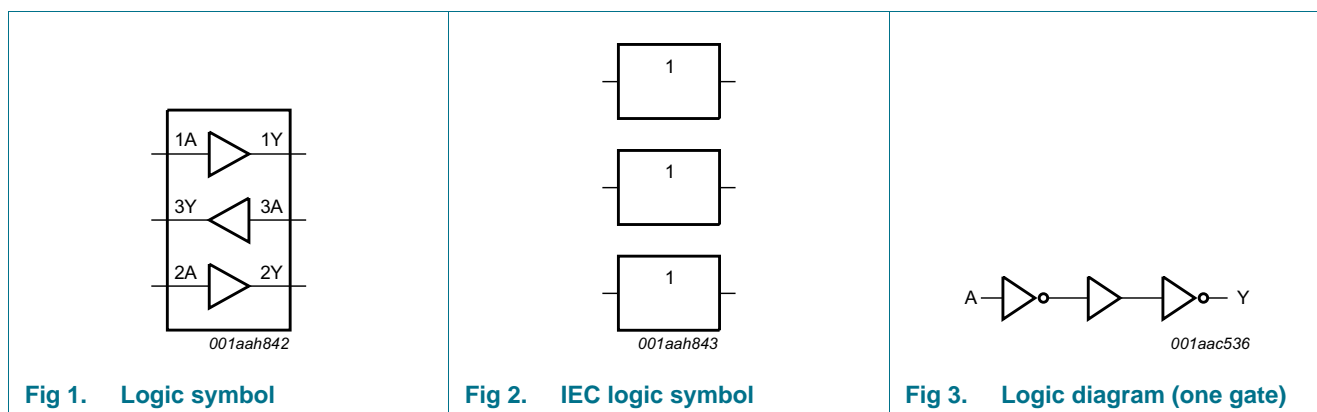 1A 1Y
3Y 3A
2A 2Y
001aah842
Fig 1. Logic symbol
1
1
1
001aah843
Fig 2. IEC logic symbol
A Y
001aac536
Fig 3. Logic diagram (one gate)